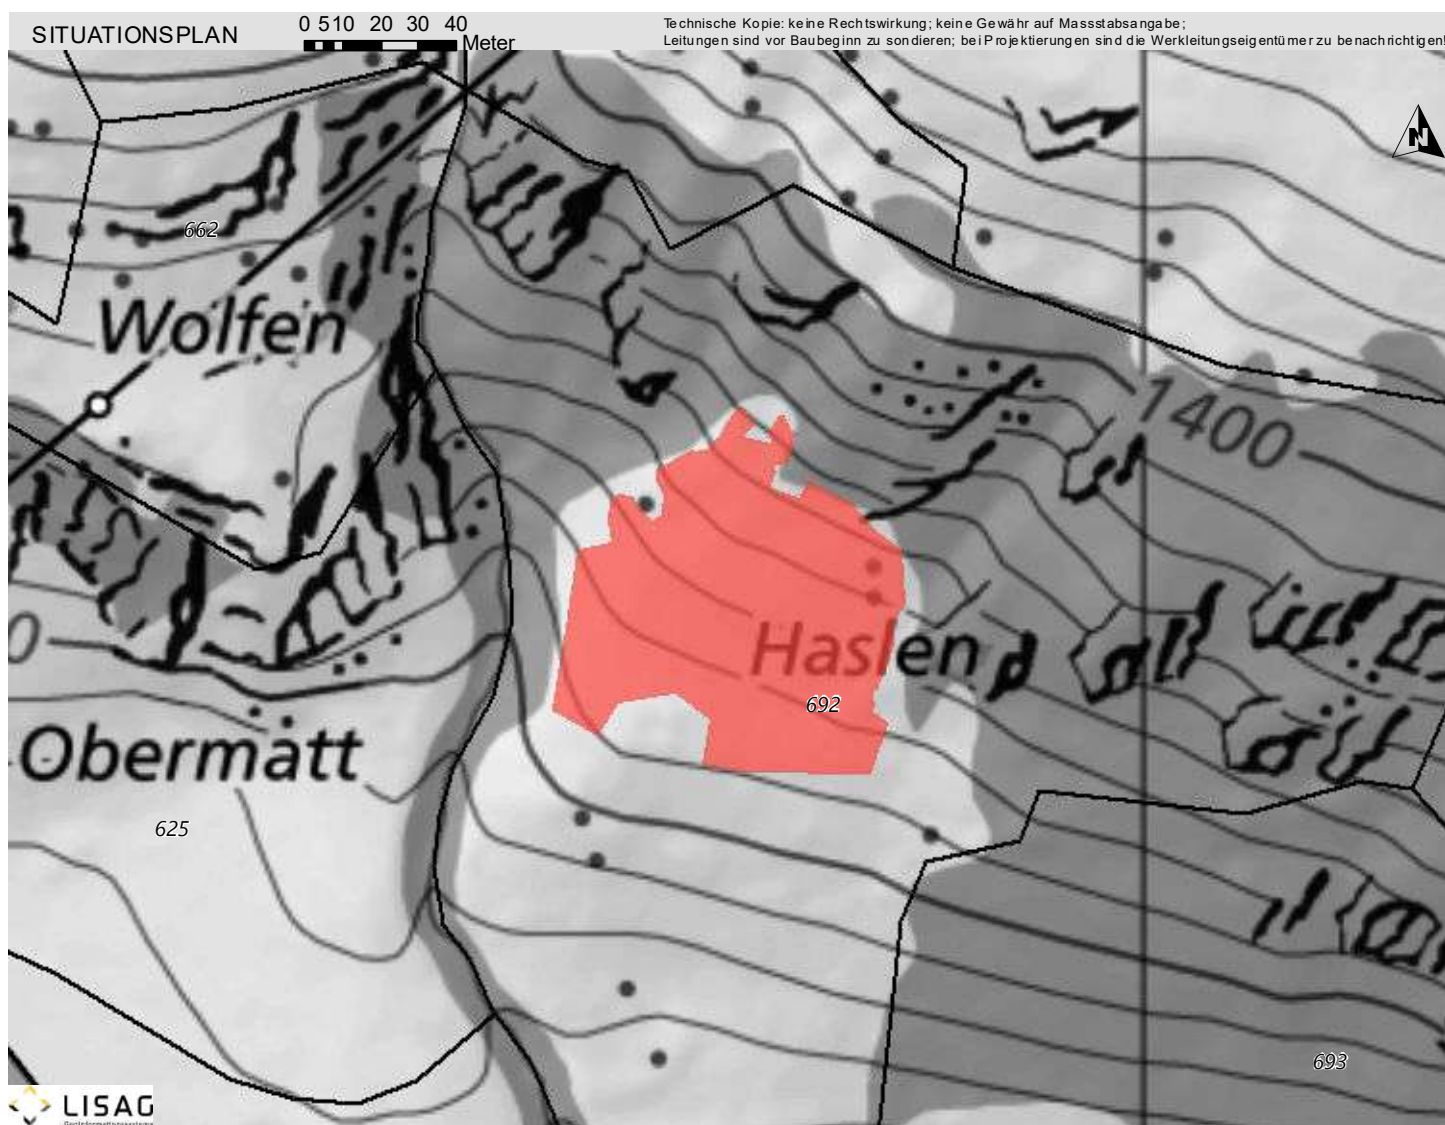 SITUATIONSPLAN
0 5 10 20 30 40
Meter
Technische Kopie: keine Rechtswirkung; keine Gewähr auf Massstabsangabe;
Leitungen sind vor Baubeginn zu sondieren; bei Projektierungen sind die Werkleitungseigentümer zu benachrichtigen!
N
662
Wolfen
1400
0
Haslen
692
Obermatt
625
693
LISAG